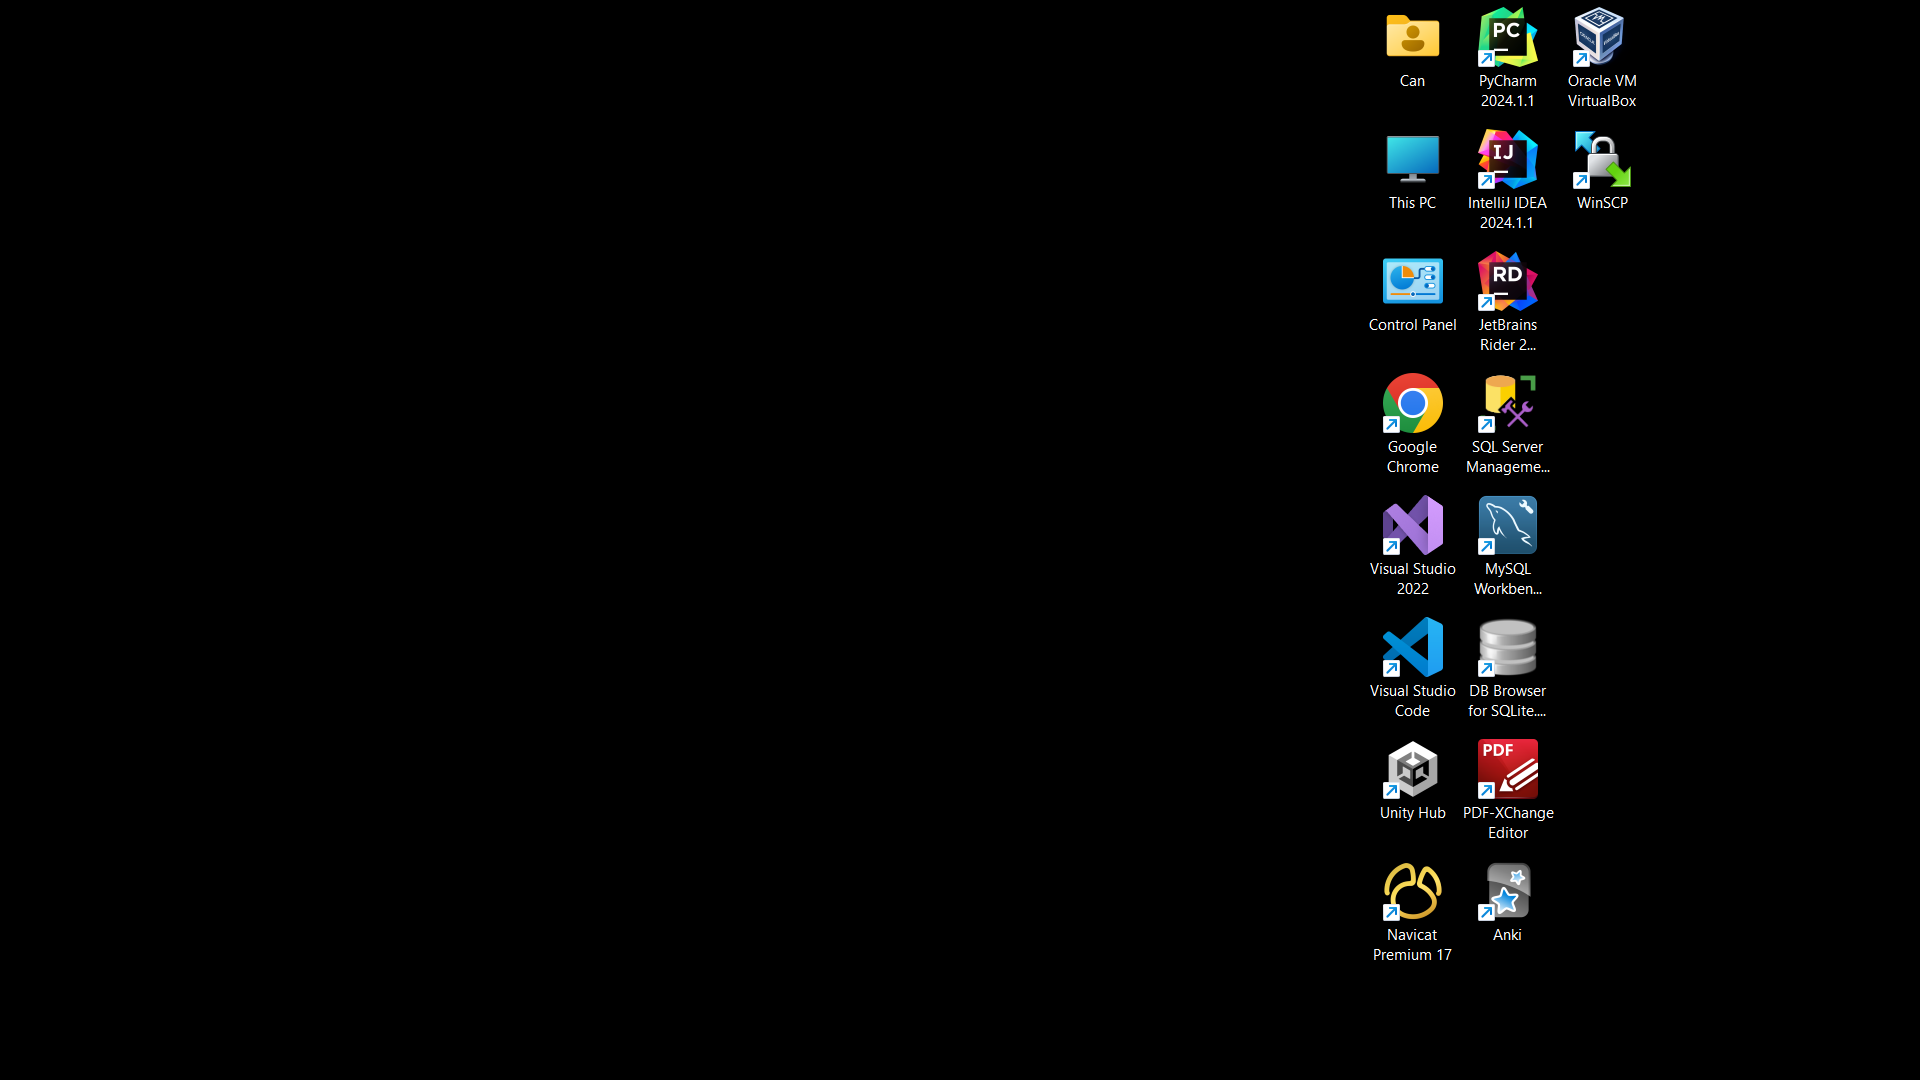 Can
This PC
Control Panel
Google
Chrome
Visual Studio
2022
Visual Studio
Code
Unity Hub
Navicat
Premium 17
PC
PyCharm
2024.1.1
IJ
IntelliJ IDEA
2024.1.1
RD
JetBrains
Rider 2...
SQL Server
Manageme...
MySQL
Workben...
DB Browser
for SQLite....
PDF
PDF-XChange
Editor
Anki
Oracle VM
VirtualBox
WinSCP